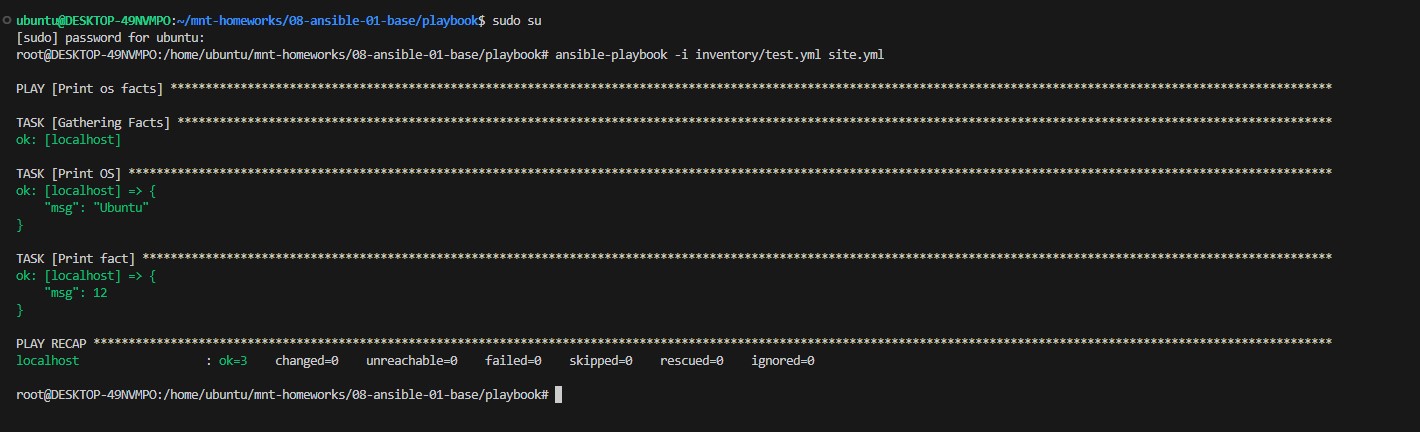 ubuntu@DESKTOP-49NVMPO:~/mnt-homeworks/08-ansible-01-base/playbook$ sudo su
[sudo] password for ubuntu:
root@DESKTOP-49NVMPO:/home/ubuntu/mnt-homeworks/08-ansible-01-base/playbook# ansible-playbook -i inventory/test.yml site.yml
PLAY [Print os facts] **********************************************************************************************************************************************************************
TASK [Gathering Facts] *********************************************************************************************************************************************************************
ok: [localhost]
TASK [Print OS] ****************************************************************************************************************************************************************************
ok: [localhost] => {
    "msg": "Ubuntu"
}
TASK [Print fact] **************************************************************************************************************************************************************************
ok: [localhost] => {
    "msg": 12
}
PLAY RECAP *********************************************************************************************************************************************************************************
localhost                  : ok=3    changed=0    unreachable=0    failed=0    skipped=0    rescued=0    ignored=0
root@DESKTOP-49NVMPO:/home/ubuntu/mnt-homeworks/08-ansible-01-base/playbook#